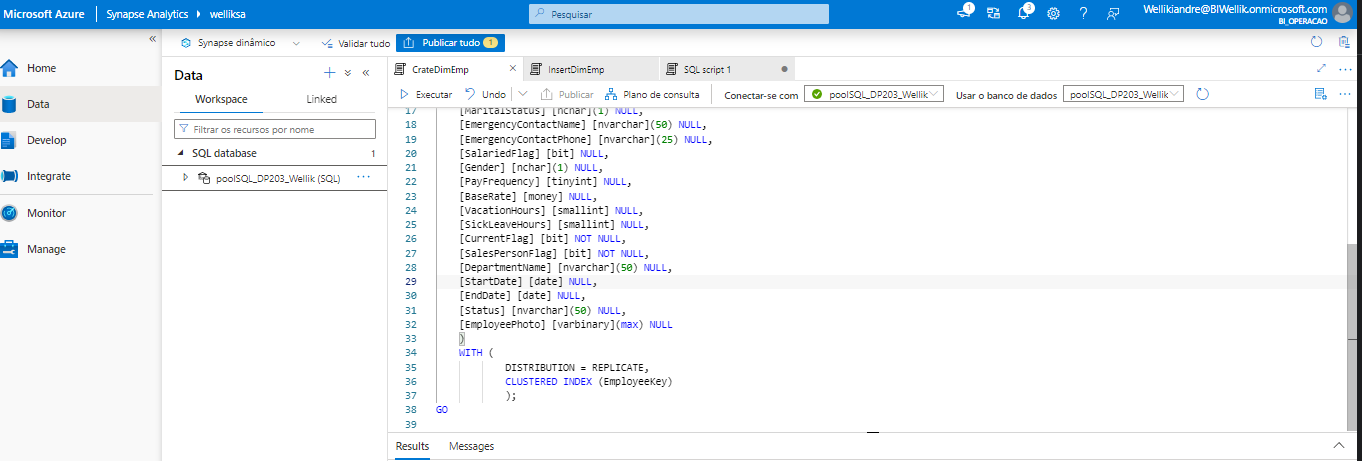 Microsoft Azure
Synapse Analytics
welliksa
Pesquisar
1
3
Wellikiandre@BIWellik.onmicrosoft.com
BI_OPERACAO
Synapse dinâmico
Validar tudo
Publicar tudo
1
Home
Data
Develop
Integrate
Monitor
Manage
Data
Workspace
Linked
Filtrar os recursos por nome
SQL database
1
poolSQL_DP203_Wellik (SQL)
CrateDimEmp
InsertDimEmp
SQL script 1
Executar
Undo
Publicar
Plano de consulta
Conectar-se com
poolSQL_DP203_Wellik
Usar o banco de dados
poolSQL_DP203_Wellik
17 [MaritalStatus] [nchar](1) NULL,
18 [EmergencyContactName] [nvarchar](50) NULL,
19 [EmergencyContactPhone] [nvarchar](25) NULL,
20 [SalariedFlag] [bit] NULL,
21 [Gender] [nchar](1) NULL,
22 [PayFrequency] [tinyint] NULL,
23 [BaseRate] [money] NULL,
24 [VacationHours] [smallint] NULL,
25 [SickLeaveHours] [smallint] NULL,
26 [CurrentFlag] [bit] NOT NULL,
27 [SalesPersonFlag] [bit] NOT NULL,
28 [DepartmentName] [nvarchar](50) NULL,
29 [StartDate] [date] NULL,
30 [EndDate] [date] NULL,
31 [Status] [nvarchar](50) NULL,
32 [EmployeePhoto] [varbinary](max) NULL
33 )
34 WITH (
35 DISTRIBUTION = REPLICATE,
36 CLUSTERED INDEX (EmployeeKey)
37 );
38 GO
39
Results
Messages